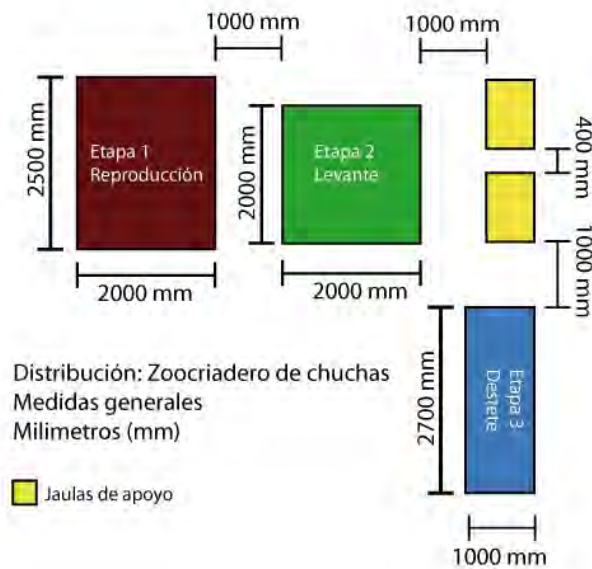 1000 mm
1000 mm
2500 mm
Etapa 1
Reproducción
2000 mm
Etapa 2
Levante
400 mm
1000 mm
2000 mm
2000 mm
Distribución: Zoocriadero de chuchas
Medidas generales
Milimetros (mm)
Jaulas de apoyo
2700 mm
Etapa 3
Destate
1000 mm